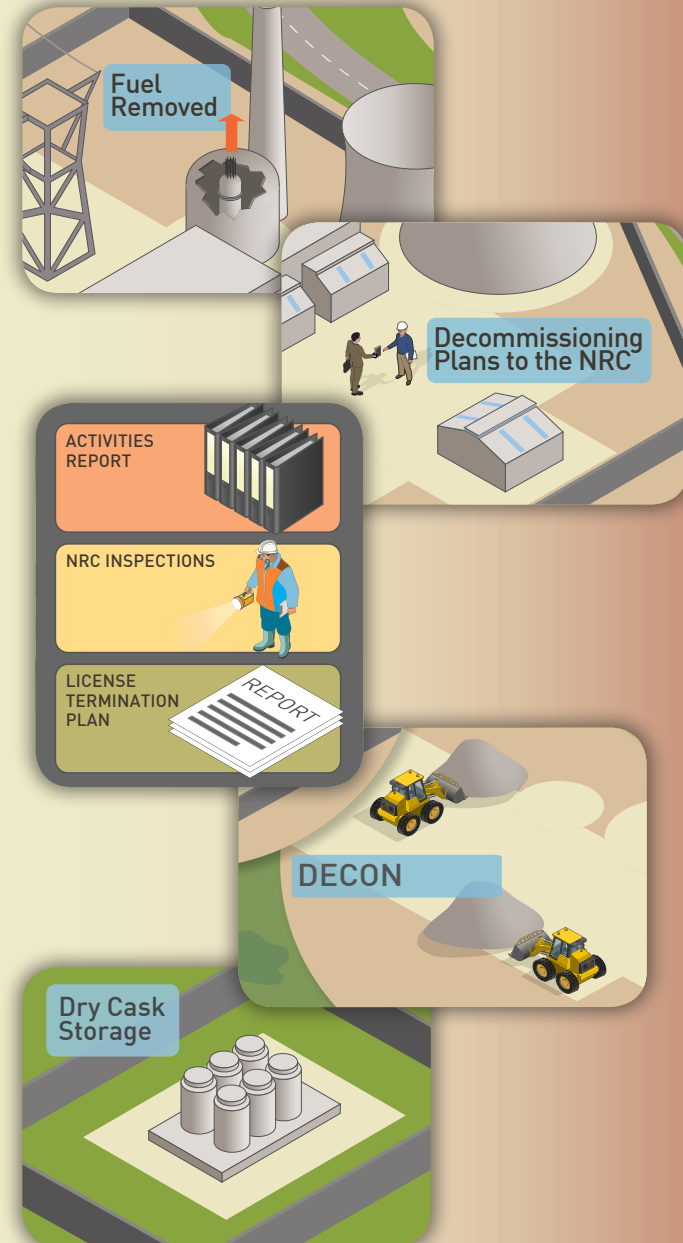 Fuel
Removed
Decommissioning
Plans to the NRC
ACTIVITIES
REPORT
NRC INSPECTIONS
LICENSE
TERMINATION
PLAN
REPORT
DECON
Dry Cask
Storage